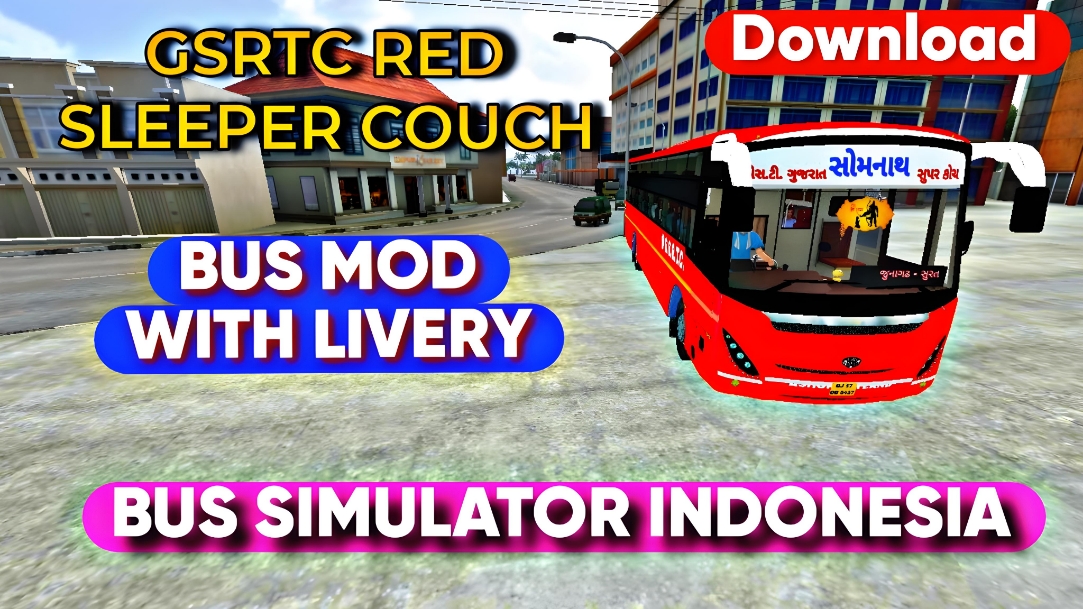 GSRTC RED
SLEEPER COUCH
Download
BUS MOD
WITH LIVERY
એસ.ટી. ગુજરાત સોમનાથ સુપર કોચ
જુનાગઢ - સુરત
BUS SIMULATOR INDONESIA